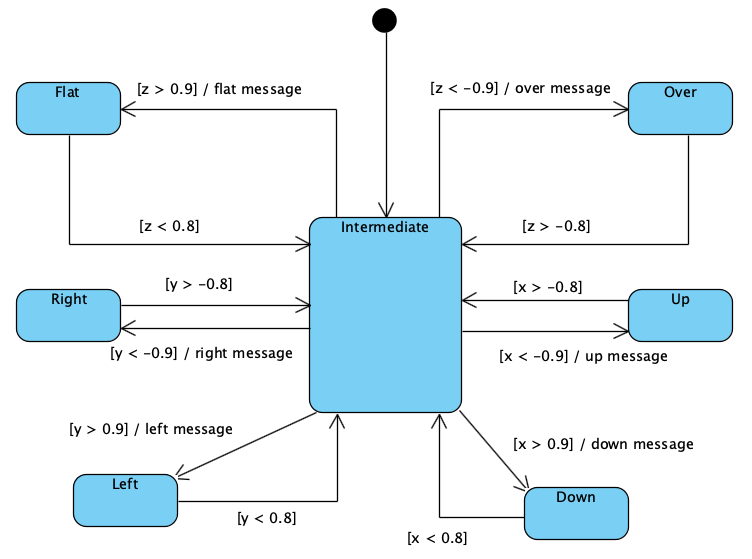 Flat
[z > 0.9] / flat message
[z < −0.9] / over message
Over
[z < 0.8]
[z > −0.8]
Intermediate
Right
[y > −0.8]
[x > −0.8]
Up
[y < −0.9] / right message
[x < −0.9] / up message
[y > 0.9] / left message
[x > 0.9] / down message
Left
Down
[y < 0.8]
[x < 0.8]